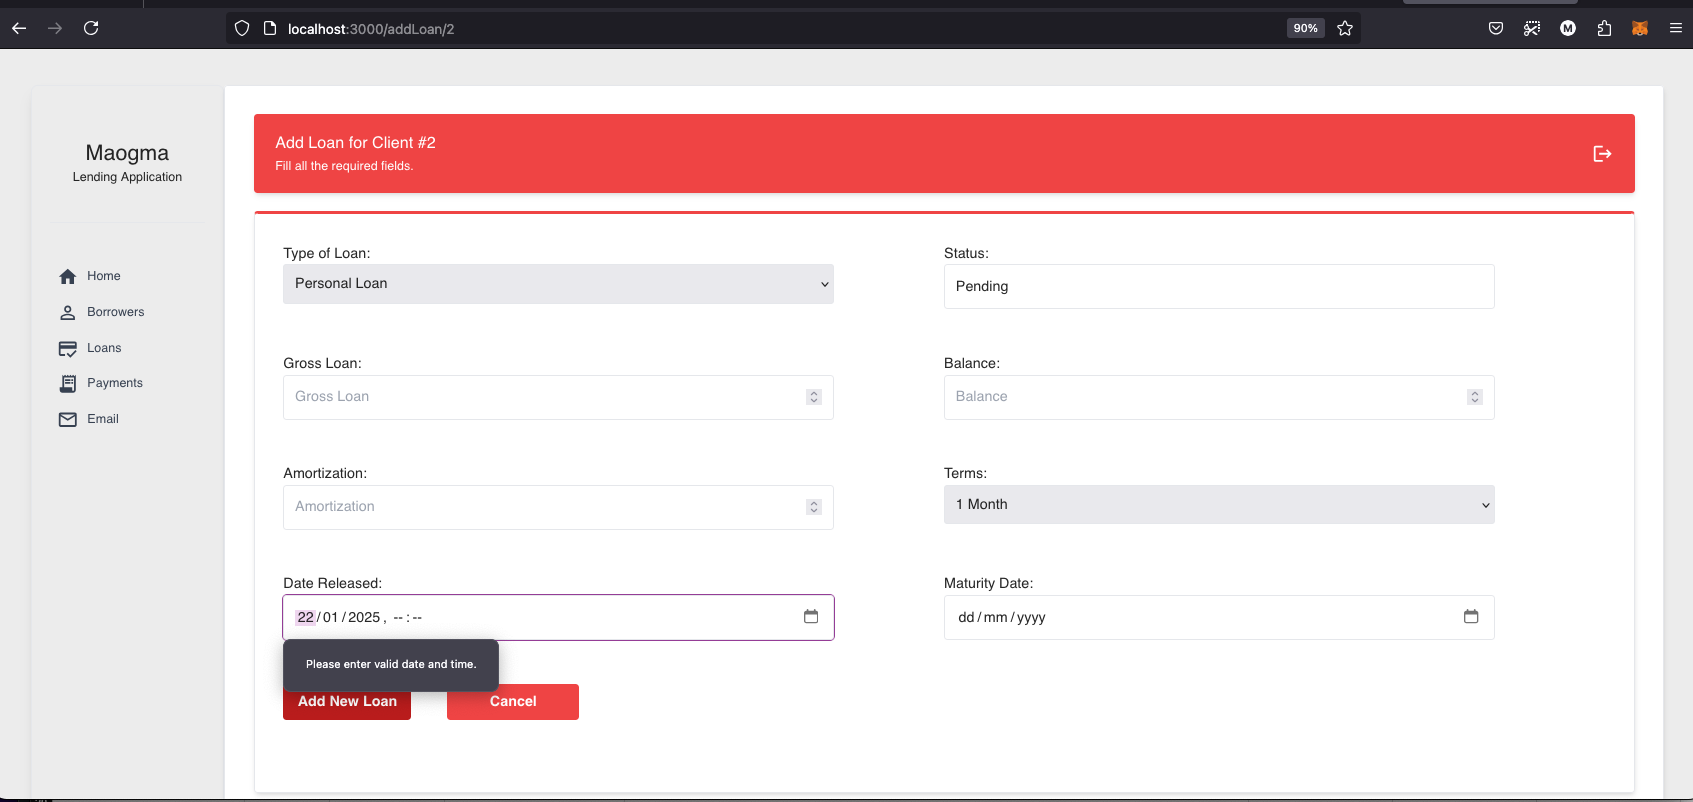 localhost:3000/addLoan/2
90%
M
Maogma
Lending Application
Home
Borrowers
Loans
Payments
Email
Add Loan for Client #2
Fill all the required fields.
Type of Loan:
Personal Loan
Status:
Pending
Gross Loan:
Gross Loan
Balance:
Balance
Amortization:
Amortization
Terms:
1 Month
Date Released:
22/01/2025, --:--
Maturity Date:
dd/mm/yyyy
Please enter valid date and time.
Add New Loan
Cancel